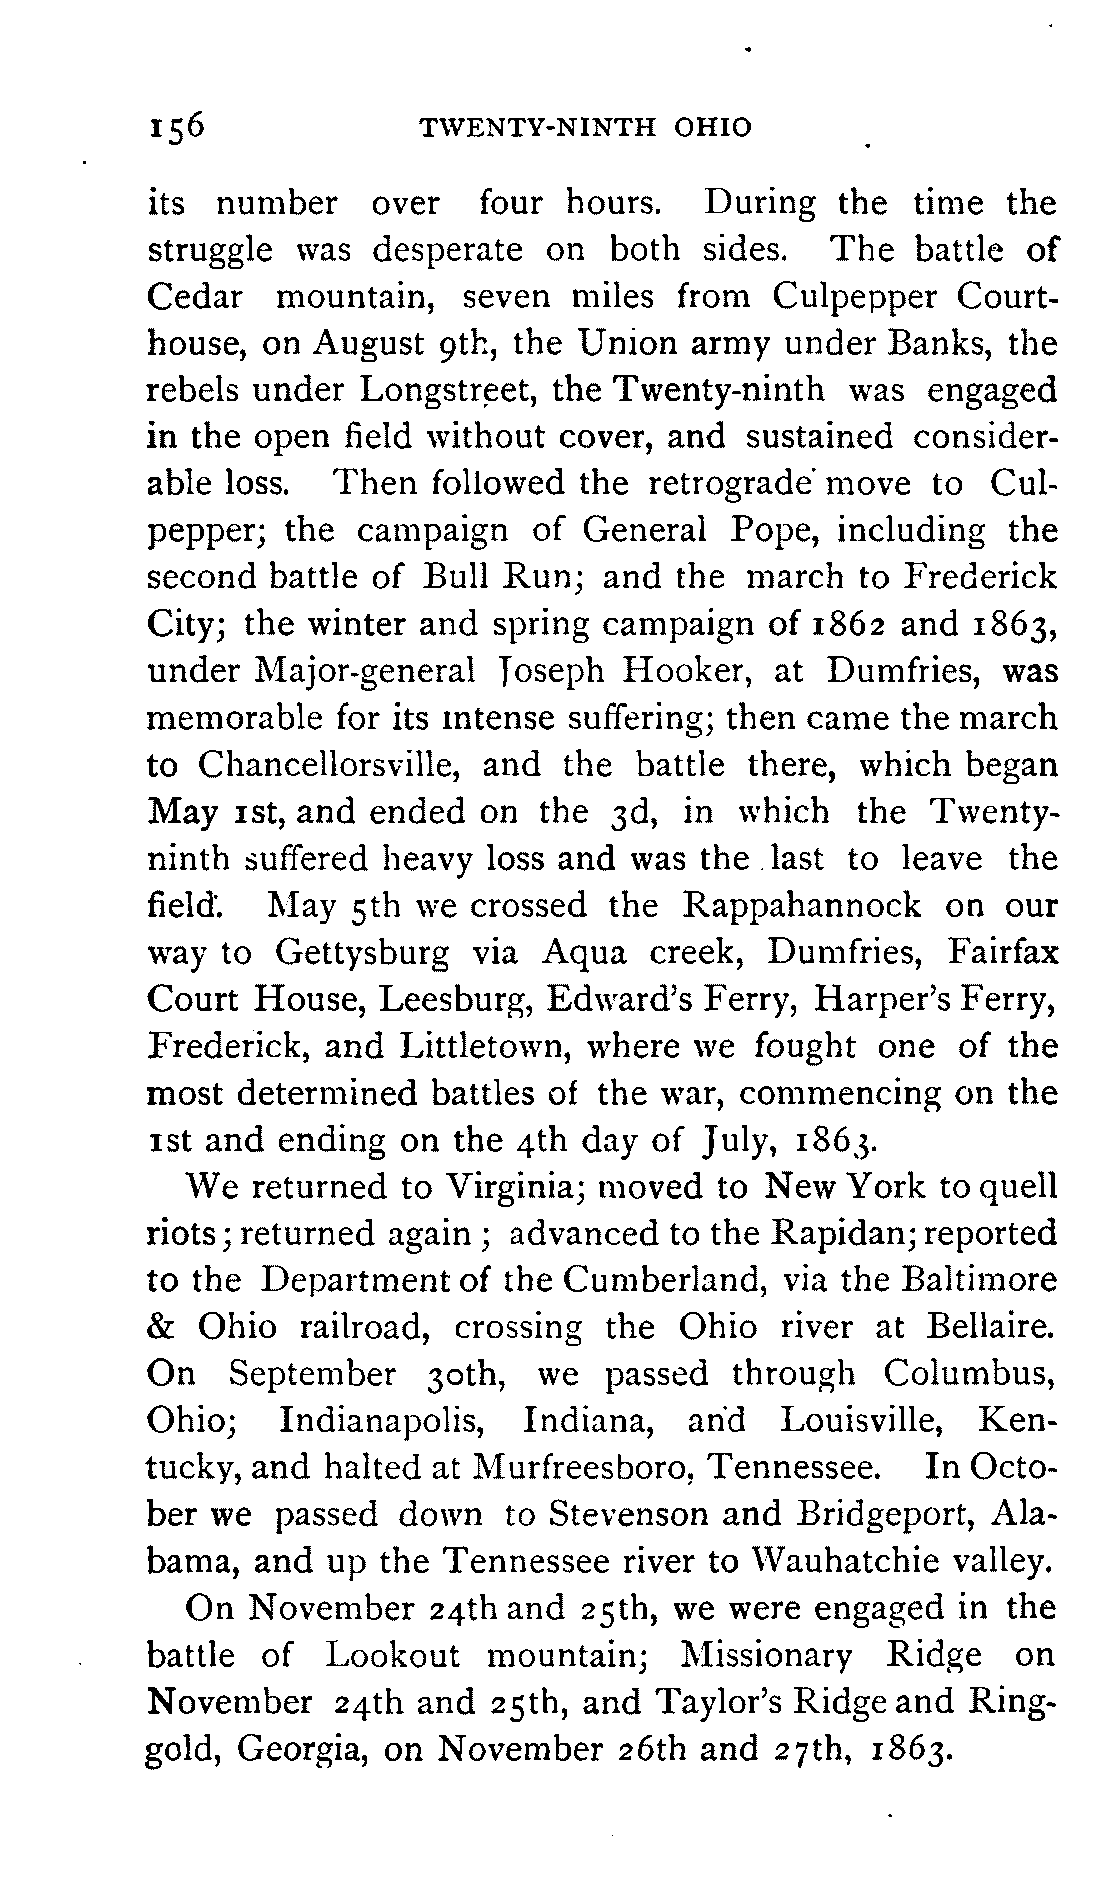 156 TWENTY-NINTH OHIO
its number over four hours. During the time the
struggle was desperate on both sides. The battle of
Cedar mountain, seven miles from Culpepper Court-
house, on August 9th, the Union army under Banks, the
rebels under Longstreet, the Twenty-ninth was engaged
in the open field without cover, and sustained consider-
able loss. Then followed the retrograde move to Cul-
pepper; the campaign of General Pope, including the
second battle of Bull Run; and the march to Frederick
City; the winter and spring campaign of 1862 and 1863,
under Major-general Joseph Hooker, at Dumfries, was
memorable for its intense suffering; then came the march
to Chancellorsville, and the battle there, which began
May 1st, and ended on the 3d, in which the Twenty-
ninth suffered heavy loss and was the last to leave the
field. May 5th we crossed the Rappahannock on our
way to Gettysburg via Aqua creek, Dumfries, Fairfax
Court House, Leesburg, Edward's Ferry, Harper's Ferry,
Frederick, and Littletown, where we fought one of the
most determined battles of the war, commencing on the
1st and ending on the 4th day of July, 1863.
We returned to Virginia; moved to New York to quell
riots; returned again; advanced to the Rapidan; reported
to the Department of the Cumberland, via the Baltimore
& Ohio railroad, crossing the Ohio river at Bellaire.
On September 30th, we passed through Columbus,
Ohio; Indianapolis, Indiana, and Louisville, Ken-
tucky, and halted at Murfreesboro, Tennessee. In Octo-
ber we passed down to Stevenson and Bridgeport, Ala-
bama, and up the Tennessee river to Wauhatchie valley.
On November 24th and 25th, we were engaged in the
battle of Lookout mountain; Missionary Ridge on
November 24th and 25th, and Taylor's Ridge and Ring-
gold, Georgia, on November 26th and 27th, 1863.